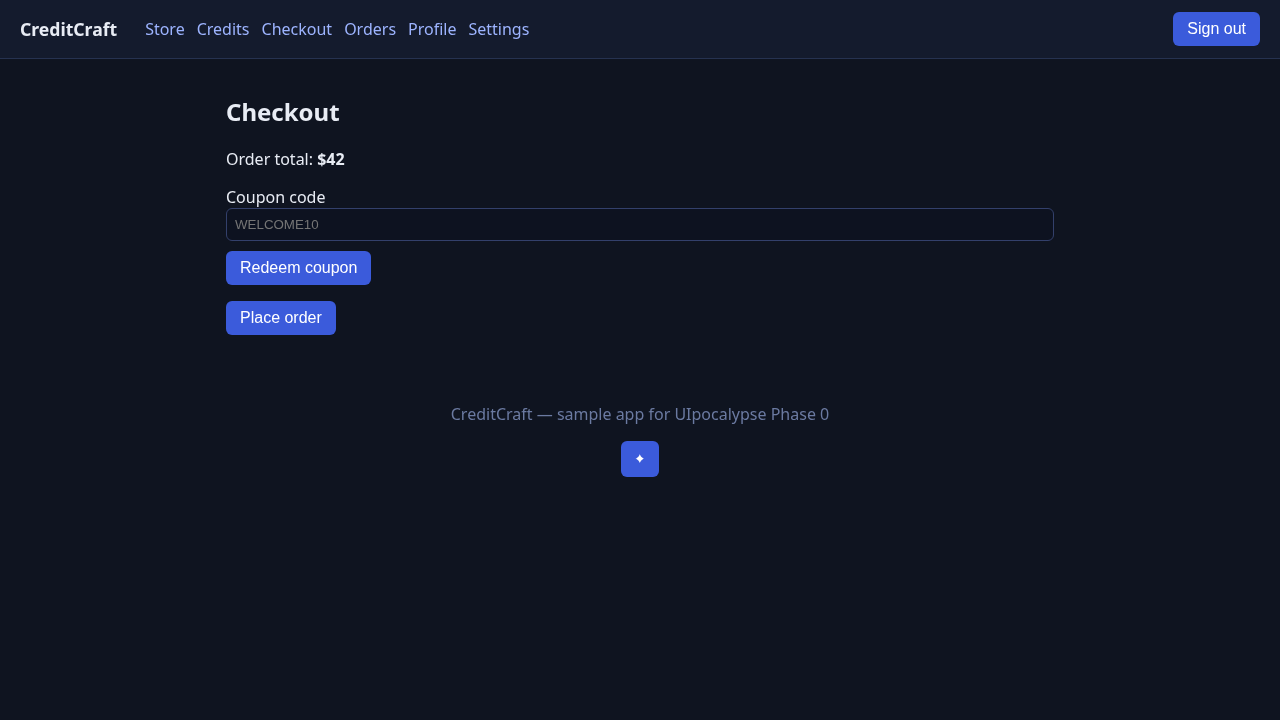 CreditCraft Store Credits Checkout Orders Profile Settings Sign out
Checkout
Order total: $42
Coupon code
WELCOME10
Redeem coupon
Place order
CreditCraft — sample app for UIpocalypse Phase 0
✦